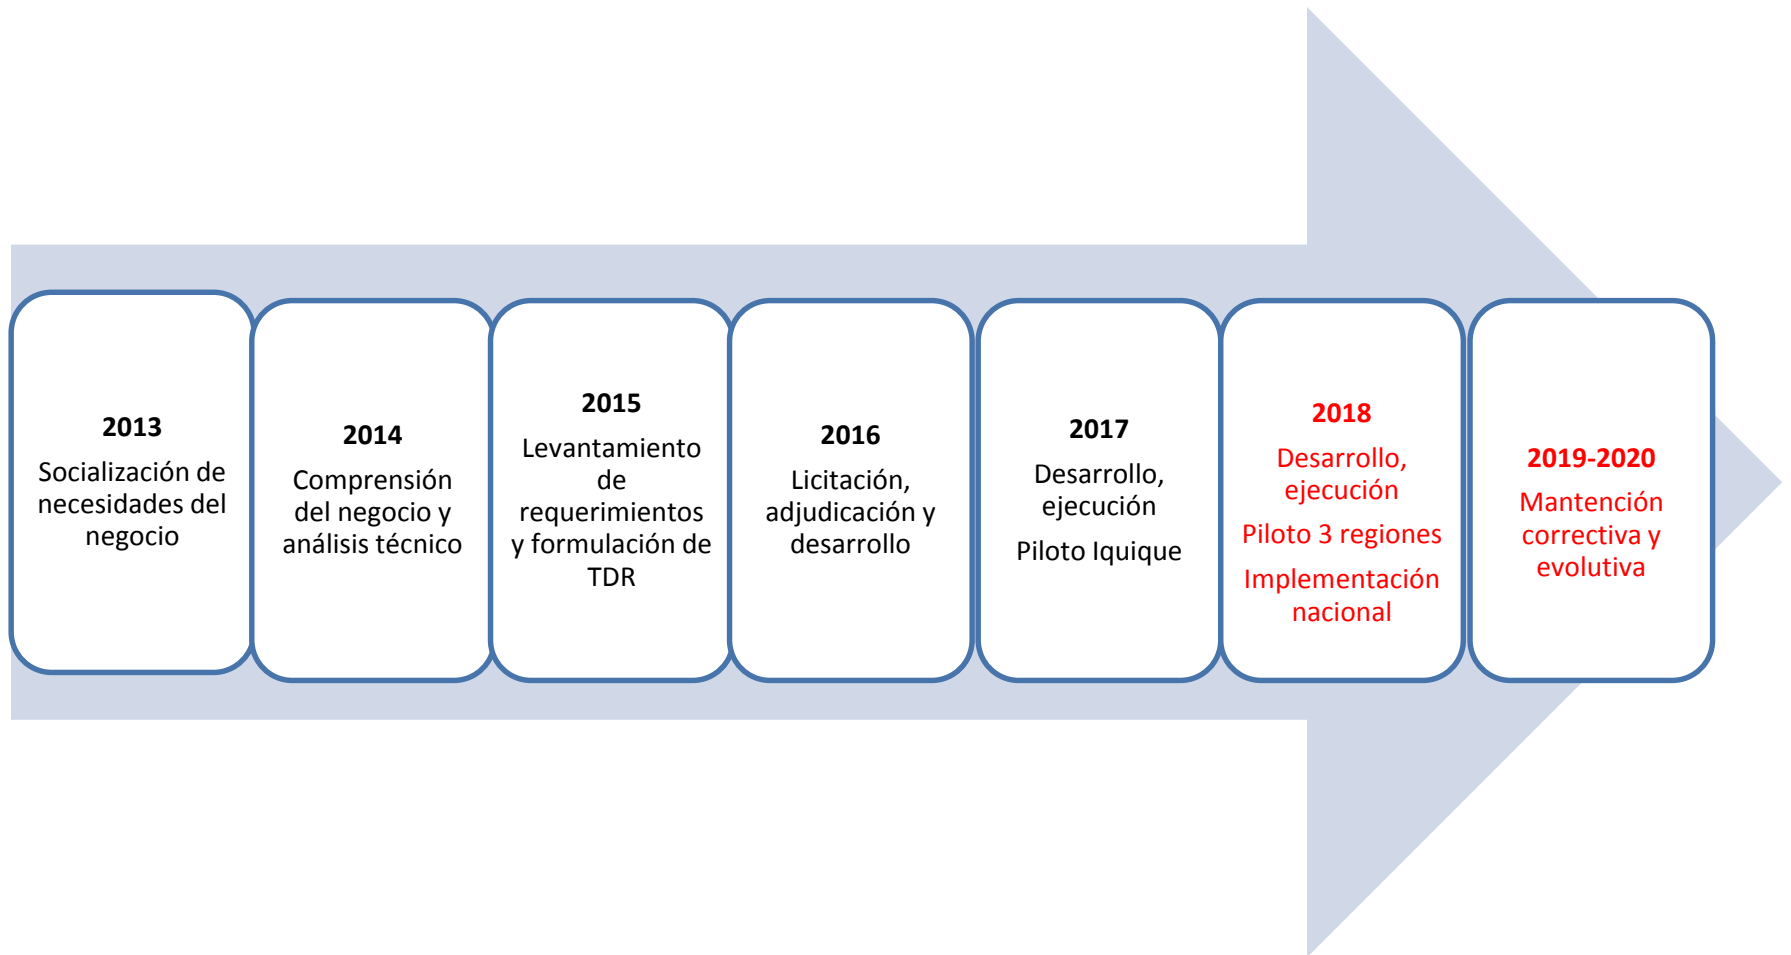 2013
Socialización de
necesidades del
negocio
2014
Comprensión
del negocio y
análisis técnico
2015
Levantamiento
de
requerimientos
y formulación de
TDR
2016
Licitación,
adjudicación y
desarrollo
2017
Desarrollo,
ejecución
Piloto Iquique
2018
Desarrollo,
ejecución
Piloto 3 regiones
Implementación
nacional
2019-2020
Mantención
correctiva y
evolutiva